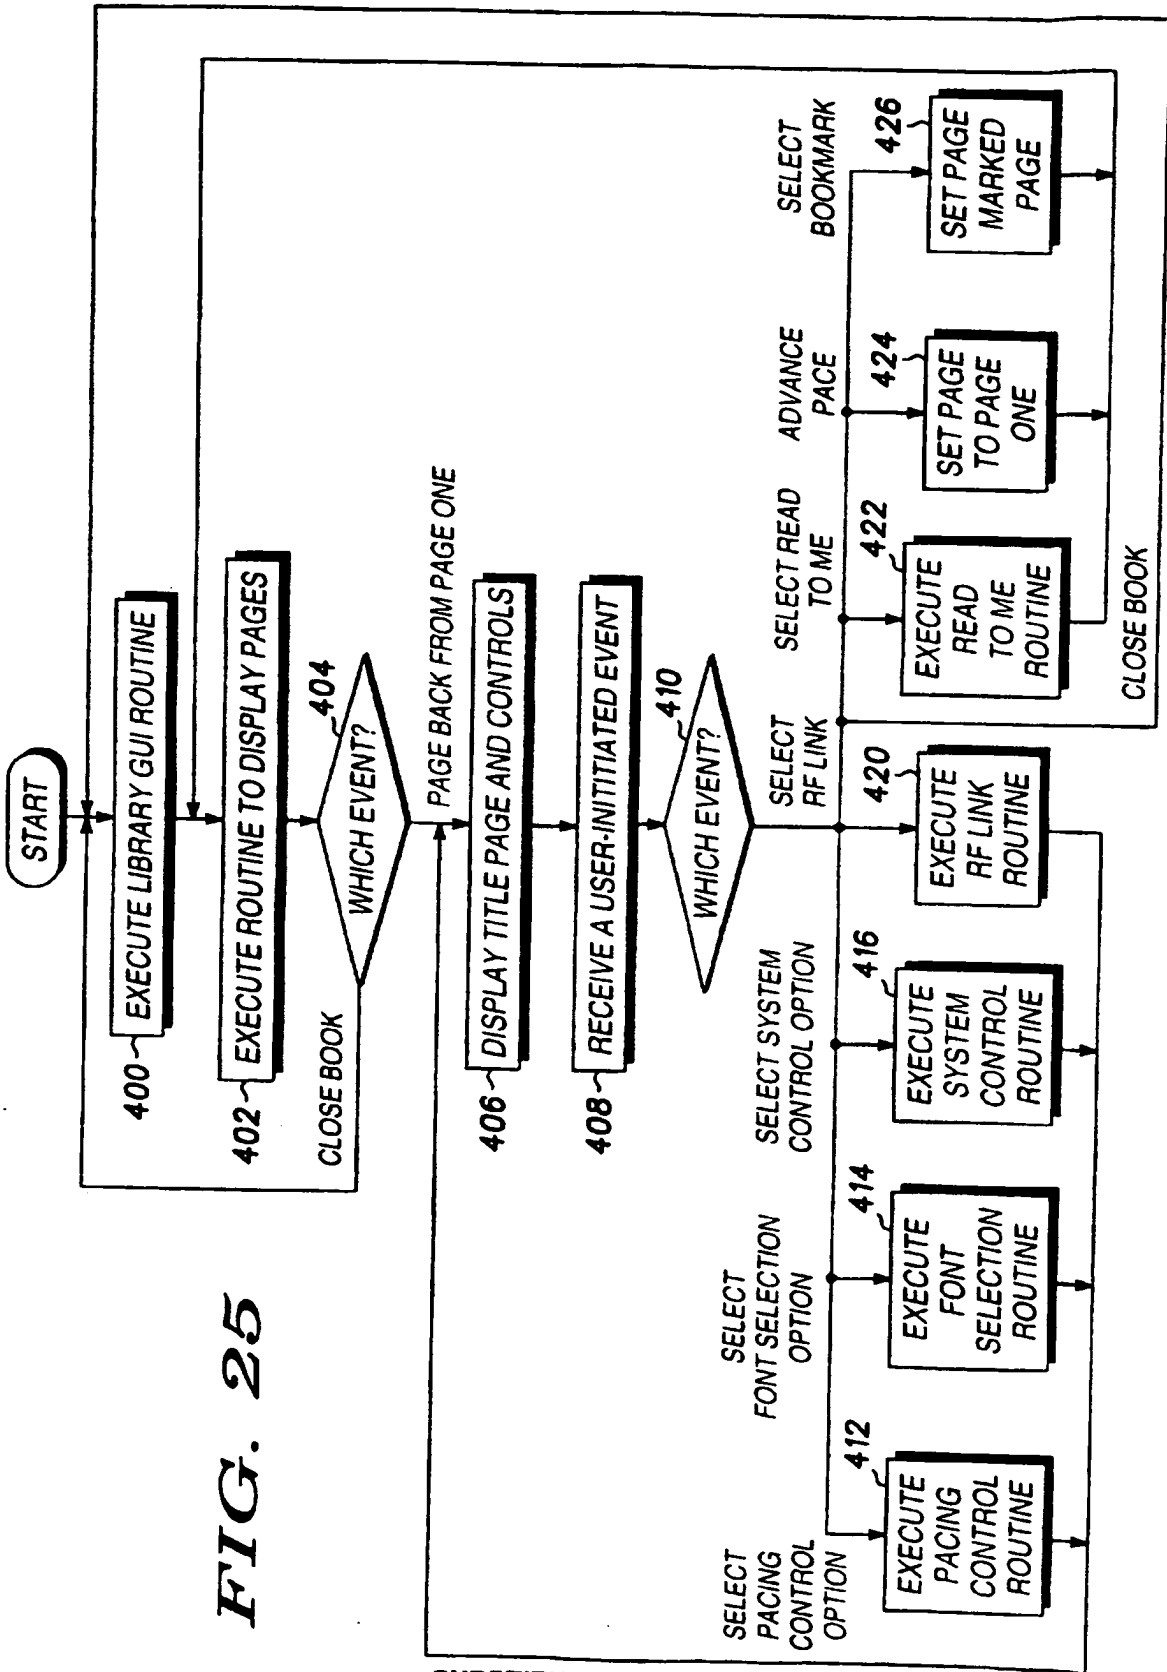 START
400
EXECUTE LIBRARY GUI ROUTINE
402
EXECUTE ROUTINE TO DISPLAY PAGES
404
WHICH EVENT?
CLOSE BOOK
PAGE BACK FROM PAGE ONE
406
DISPLAY TITLE PAGE AND CONTROLS
408
RECEIVE A USER-INITIATED EVENT
410
WHICH EVENT?
SELECT
PACING
CONTROL
OPTION
412
EXECUTE
PACING
CONTROL
ROUTINE
SELECT
FONT SELECTION
OPTION
414
EXECUTE
FONT
SELECTION
ROUTINE
SELECT SYSTEM
CONTROL OPTION
416
EXECUTE
SYSTEM
CONTROL
ROUTINE
SELECT
RF LINK
420
EXECUTE
RF LINK
ROUTINE
SELECT READ
TO ME
422
EXECUTE
READ
TO ME
ROUTINE
ADVANCE
PACE
424
SET PAGE
TO PAGE
ONE
SELECT
BOOKMARK
426
SET PAGE
MARKED
PAGE
CLOSE BOOK
FIG. 25